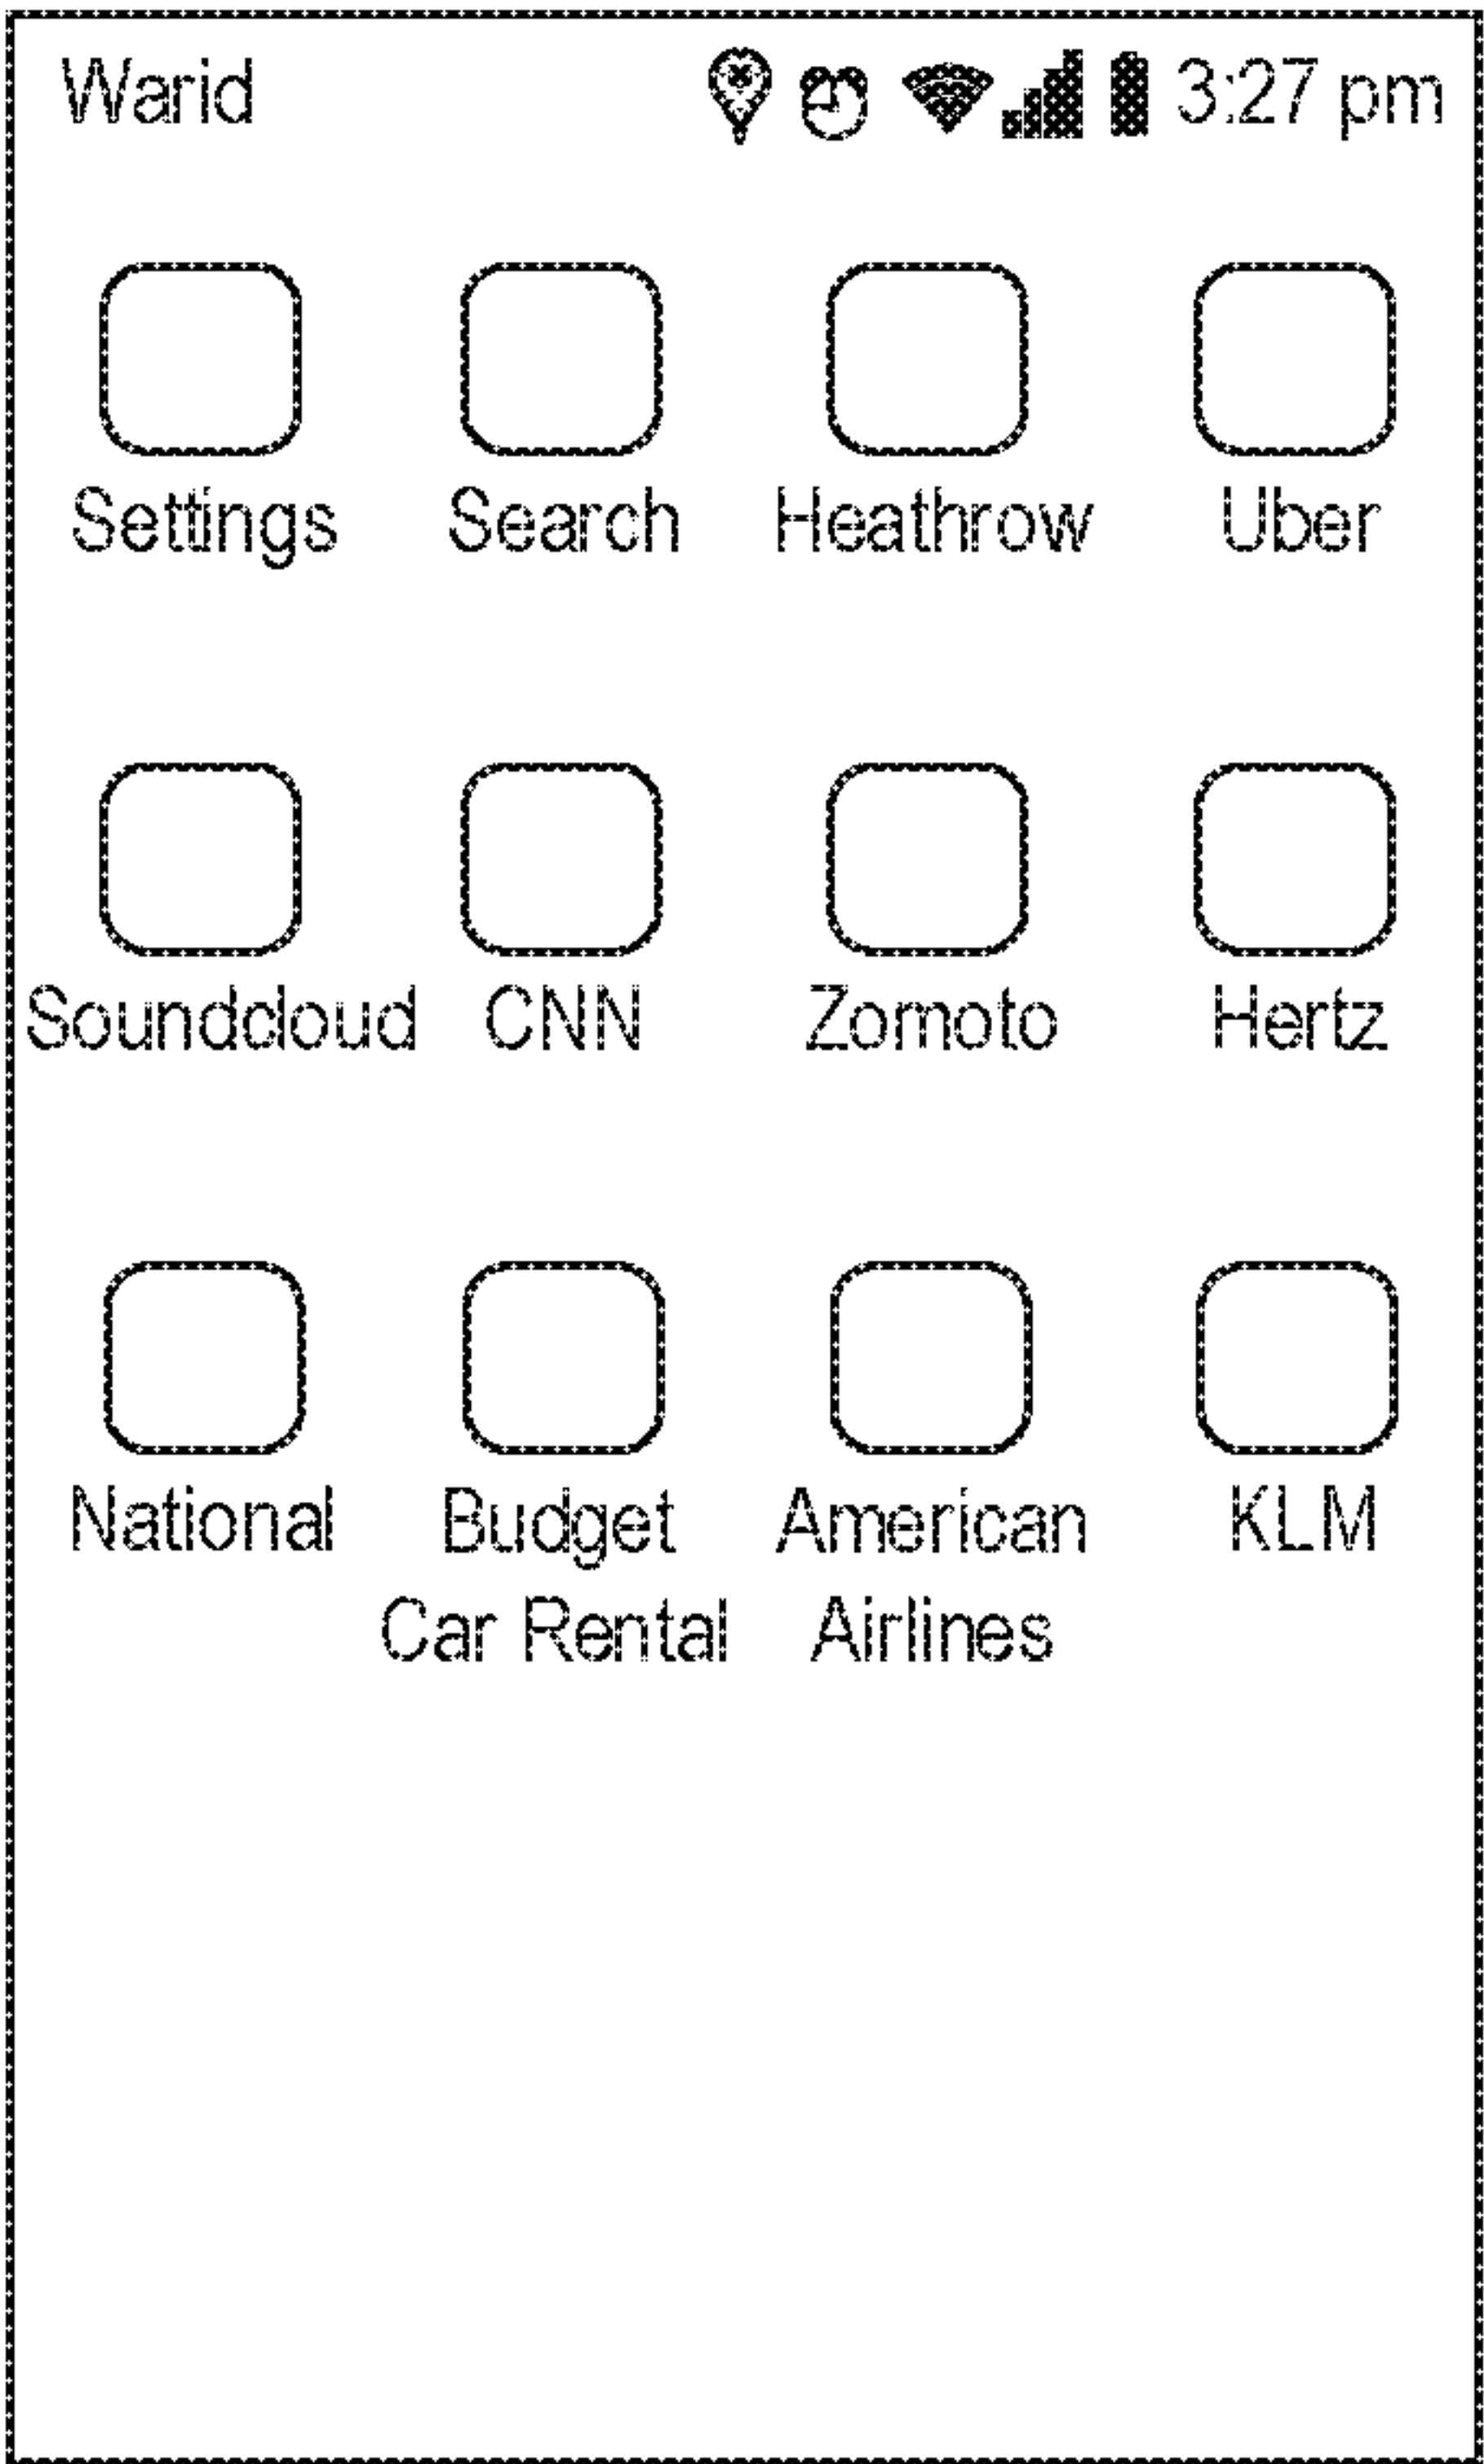 Warid 3:27 pm
Settings Search Heathrow Uber
Soundcloud CNN Zomoto Hertz
National Budget American KLM
Car Rental Airlines